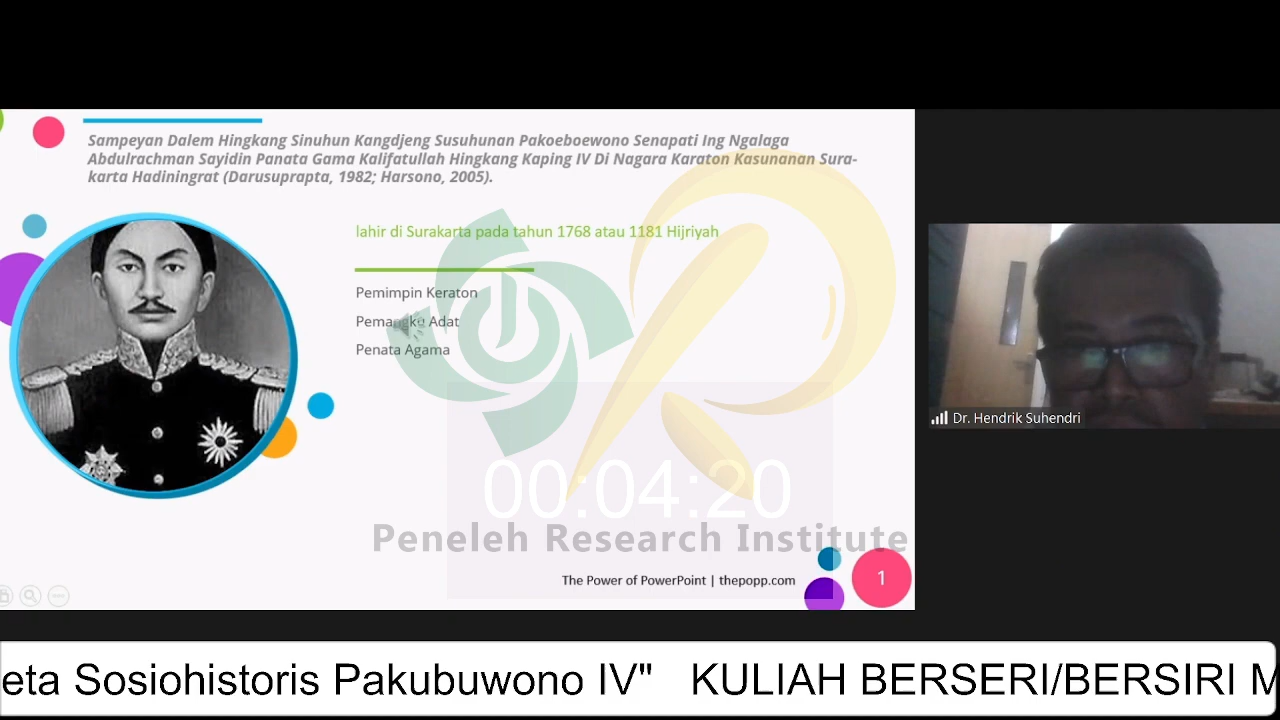 Sampeyan Dalem Hingkang Sinuhun Kangdjeng Susuhunan Pakoeboewono Senapati Ing Ngalaga
Abdulrachman Sayidin Panata Gama Kalifatullah Hingkang Kaping IV Di Nagara Karaton Kasunanan Sura-
karta Hadiningrat (Darusuprapta, 1982; Harsono, 2005).
lahir di Surakarta pada tahun 1768 atau 1181 Hijriyah
Pemimpin Keraton
Pemangku Adat
Penata Agama
00:04:20
Peneleh Research Institute
The Power of PowerPoint | thepopp.com
1
Dr. Hendrik Suhendri
eta Sosiohistoris Pakubuwono IV" KULIAH BERSERI/BERSIRI M